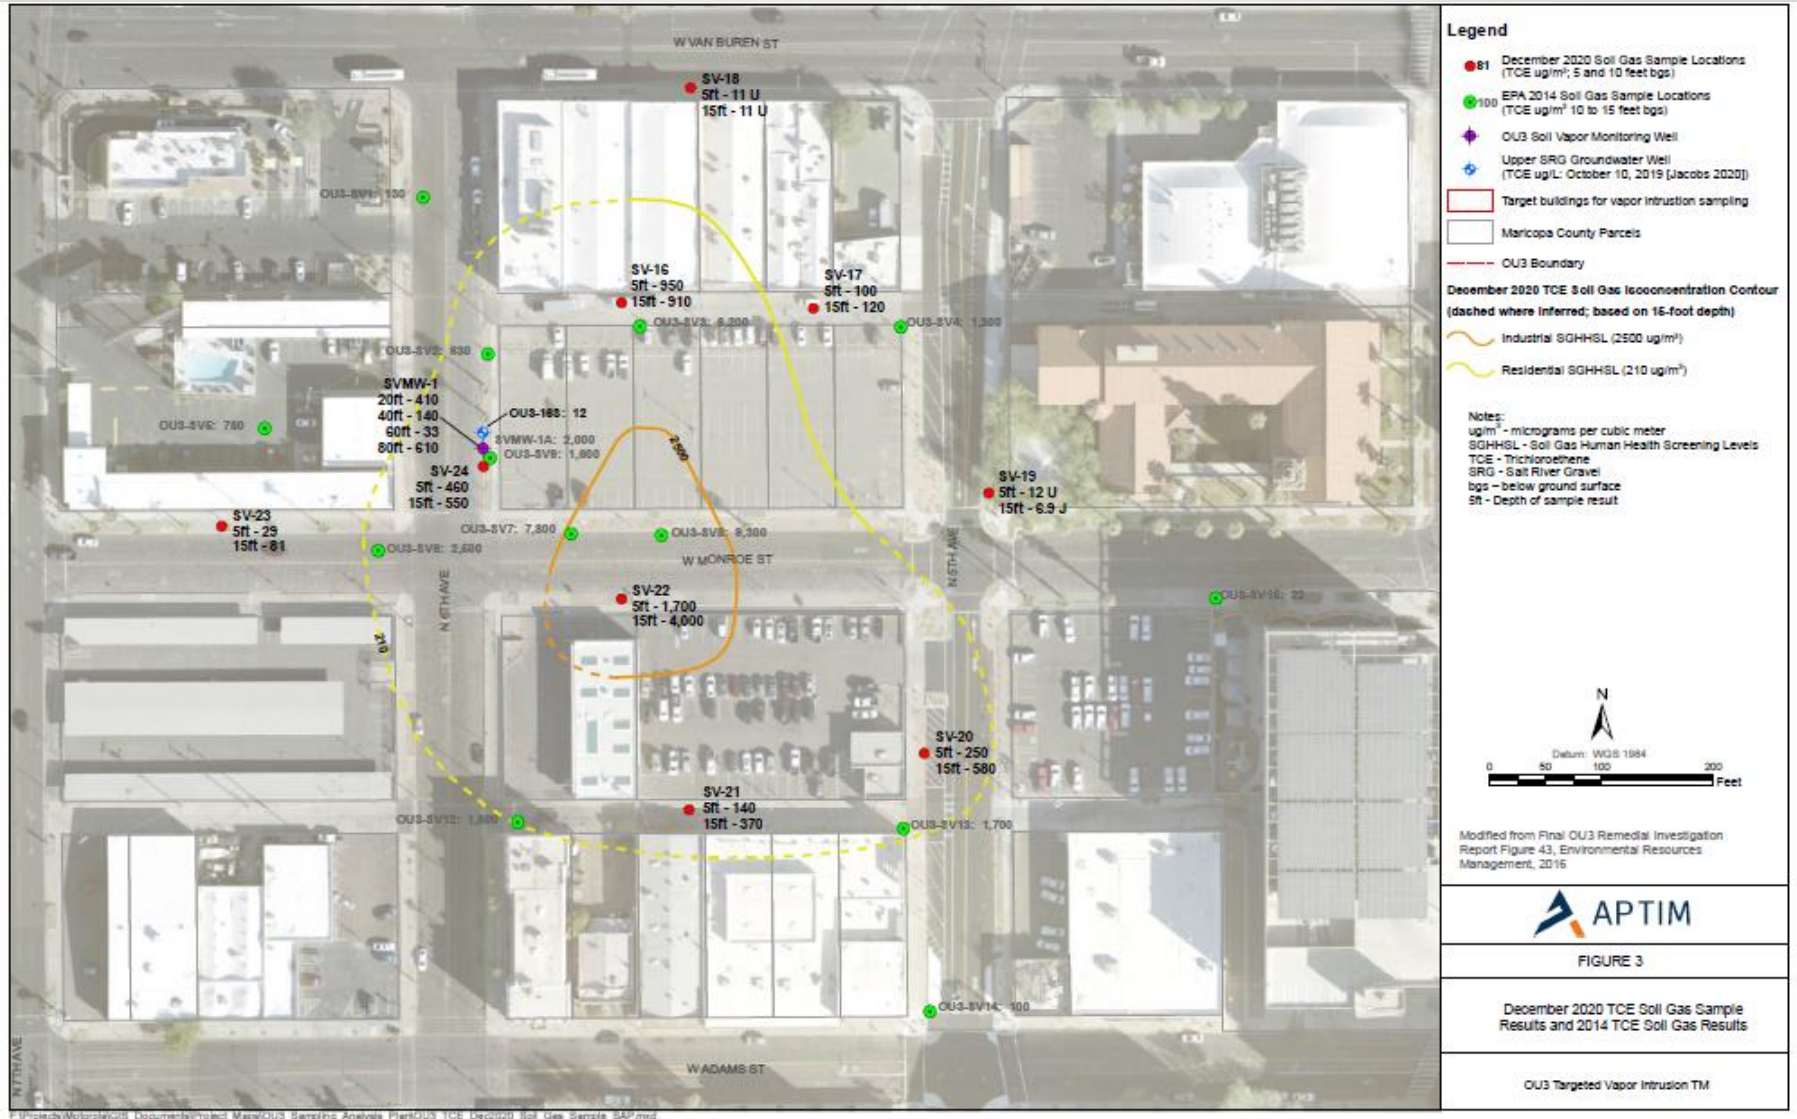 W VAN BUREN ST
SV-18
5ft - 11 U
15ft - 11 U
OU3-SV1: 130
SV-16
5ft - 950
15ft - 910
SV-17
5ft - 100
15ft - 120
OU3-SV3: 6,200
OU3-SV4: 1,300
OU3-SV2: 830
SVMW-1
20ft - 410
40ft - 140
60ft - 33
80ft - 610
OU3-16S: 12
SVMW-1A: 2,000
OU3-SV9: 1,600
OU3-SV5: 780
SV-24
5ft - 460
15ft - 550
2500
SV-19
5ft - 12 U
15ft - 6.9 J
SV-23
5ft - 29
15ft - 81
OU3-SV7: 7,800
OU3-SV8: 9,300
OU3-SV6: 2,600
W MONROE ST
N 6TH AVE
N 5TH AVE
SV-22
5ft - 1,700
15ft - 4,000
210
SV-20
5ft - 250
15ft - 580
SV-21
5ft - 140
15ft - 370
OU3-SV13: 1,700
OU3-SV14: 100
W ADAMS ST
N 7TH AVE
Legend
81 December 2020 Soil Gas Sample Locations
(TCE ug/m³; 5 and 10 feet bgs)
100 EPA 2014 Soil Gas Sample Locations
(TCE ug/m³ 10 to 15 feet bgs)
OU3 Soil Vapor Monitoring Well
Upper SRG Groundwater Well
(TCE ug/L: October 10, 2019 [Jacobs 2020])
Target buildings for vapor intrustion sampling
Maricopa County Parcels
OU3 Boundary
December 2020 TCE Soil Gas Isoconcentration Contour
(dashed where inferred; based on 15-foot depth)
Industrial SGHHSL (2500 ug/m³)
Residential SGHHSL (210 ug/m³)
Notes:
ug/m³ - micrograms per cubic meter
SGHHSL - Soil Gas Human Health Screening Levels
TCE - Trichloroethene
SRG - Salt River Gravel
bgs – below ground surface
5ft - Depth of sample result
N
Datum: WGS 1984
0 50 100 200
Feet
Modified from Final OU3 Remedial Investigation
Report Figure 43, Environmental Resources
Management, 2016
APTIM
FIGURE 3
December 2020 TCE Soil Gas Sample
Results and 2014 TCE Soil Gas Results
OU3 Targeted Vapor Intrusion TM